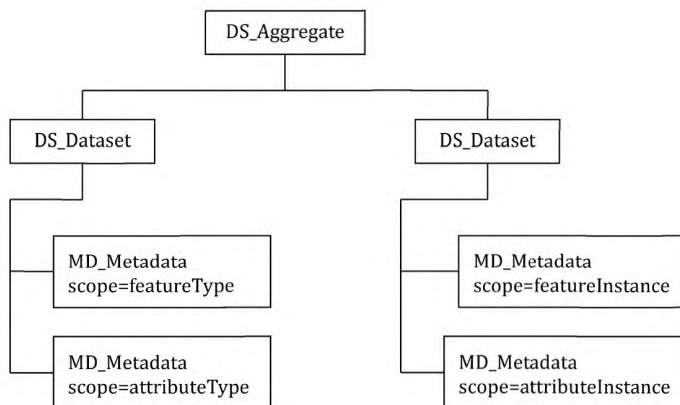 DS_Aggregate
DS_Dataset
DS_Dataset
MD_Metadata
scope=featureType
MD_Metadata
scope=featureInstance
MD_Metadata
scope=attributeType
MD_Metadata
scope=attributeInstance